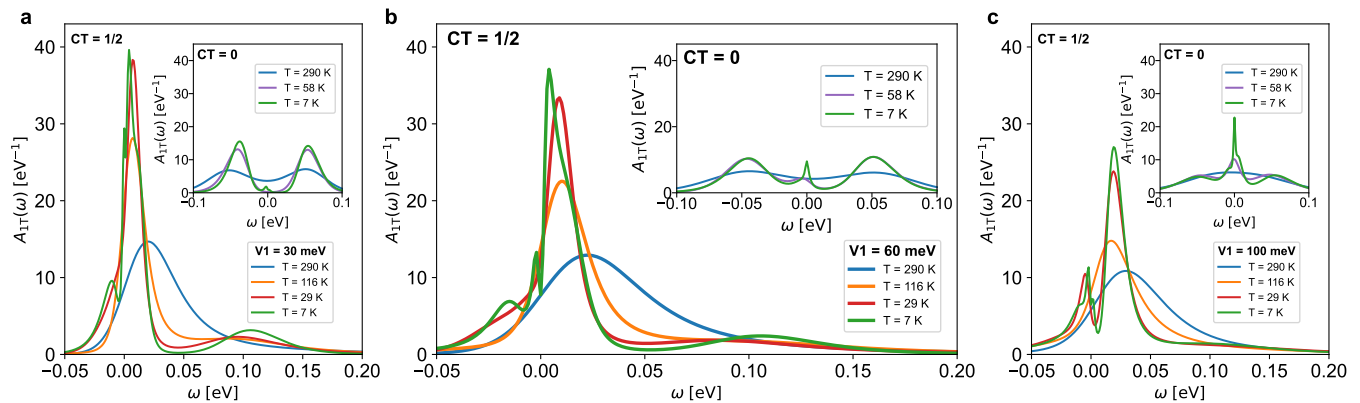 a
CT = 1/2
A1T(ω) [eV⁻¹]
40
30
20
10
0
−0.05
0.00
0.05
0.10
0.15
0.20
ω [eV]
V1 = 30 meV
T = 290 K
T = 116 K
T = 29 K
T = 7 K
CT = 0
A1T(ω) [eV⁻¹]
40
20
10
0
−0.1
0.0
0.1
ω [eV]
T = 290 K
T = 58 K
T = 7 K
b
CT = 1/2
A1T(ω) [eV⁻¹]
40
30
20
10
0
−0.05
0.00
0.05
0.10
0.15
0.20
ω [eV]
V1 = 60 meV
T = 290 K
T = 116 K
T = 29 K
T = 7 K
CT = 0
A1T(ω) [eV⁻¹]
40
20
10
0
−0.10
−0.05
0.00
0.05
0.10
ω [eV]
T = 290 K
T = 58 K
T = 7 K
c
CT = 1/2
A1T(ω) [eV⁻¹]
40
30
20
10
0
−0.05
0.00
0.05
0.10
0.15
0.20
ω [eV]
V1 = 100 meV
T = 290 K
T = 116 K
T = 29 K
T = 7 K
CT = 0
A1T(ω) [eV⁻¹]
40
20
10
0
−0.1
0.0
0.1
ω [eV]
T = 290 K
T = 58 K
T = 7 K